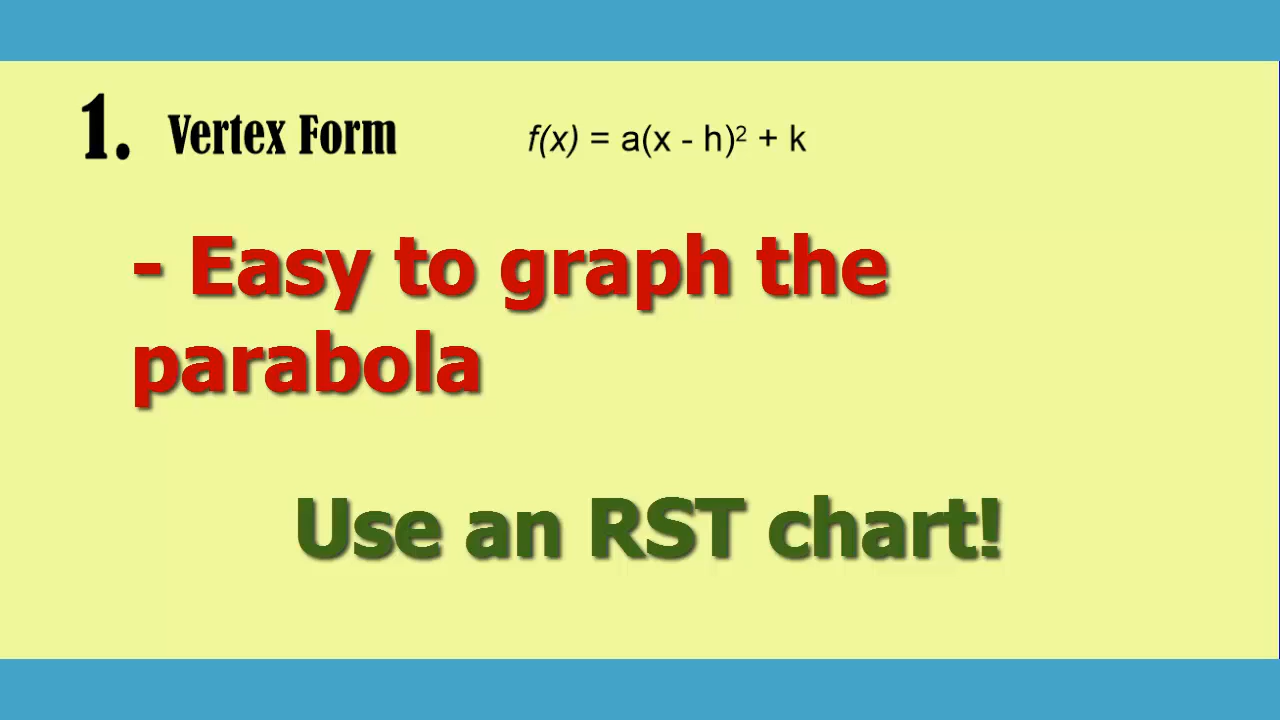 1. Vertex Form f(x) = a(x - h)² + k
- Easy to graph the
parabola
Use an RST chart!